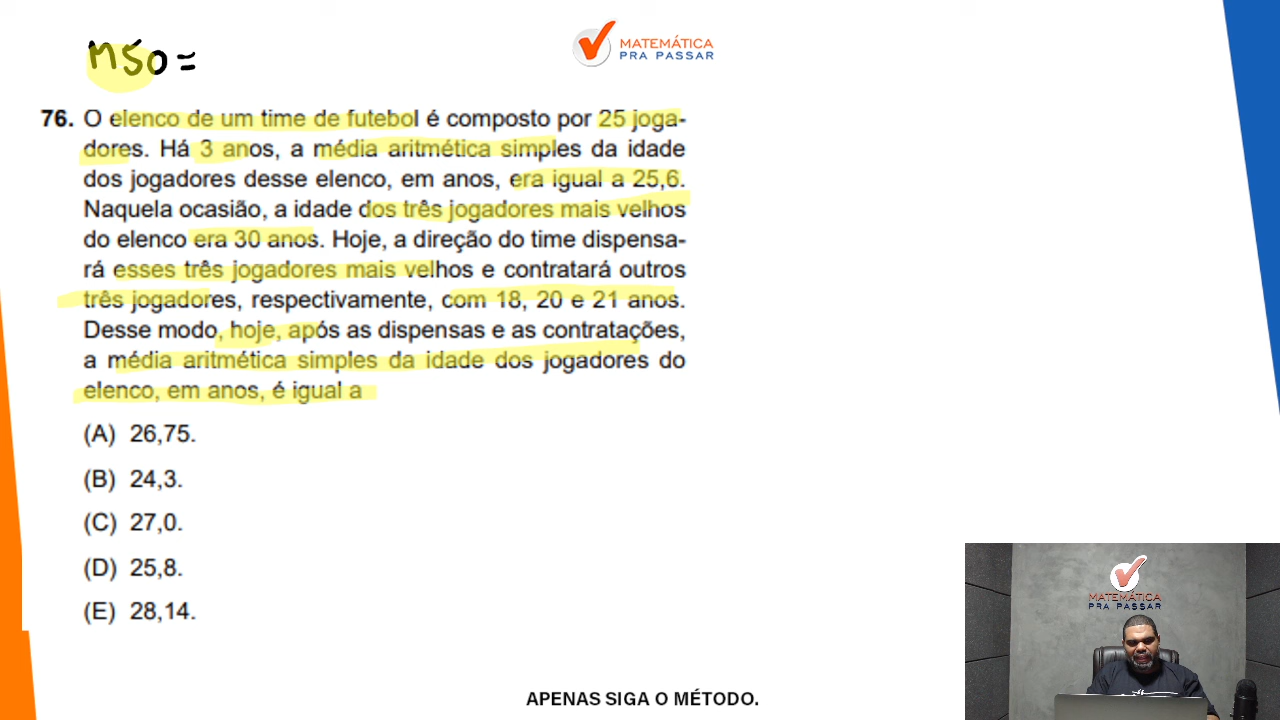 M50=
MATEMÁTICA
PRA PASSAR
76. O elenco de um time de futebol é composto por 25 joga-
dores. Há 3 anos, a média aritmética simples da idade
dos jogadores desse elenco, em anos, era igual a 25,6.
Naquela ocasião, a idade dos três jogadores mais velhos
do elenco era 30 anos. Hoje, a direção do time dispensa-
rá esses três jogadores mais velhos e contratará outros
três jogadores, respectivamente, com 18, 20 e 21 anos.
Desse modo, hoje, após as dispensas e as contratações,
a média aritmética simples da idade dos jogadores do
elenco, em anos, é igual a
(A) 26,75.
(B) 24,3.
(C) 27,0.
(D) 25,8.
(E) 28,14.
MATEMÁTICA
PRA PASSAR
APENAS SIGA O MÉTODO.